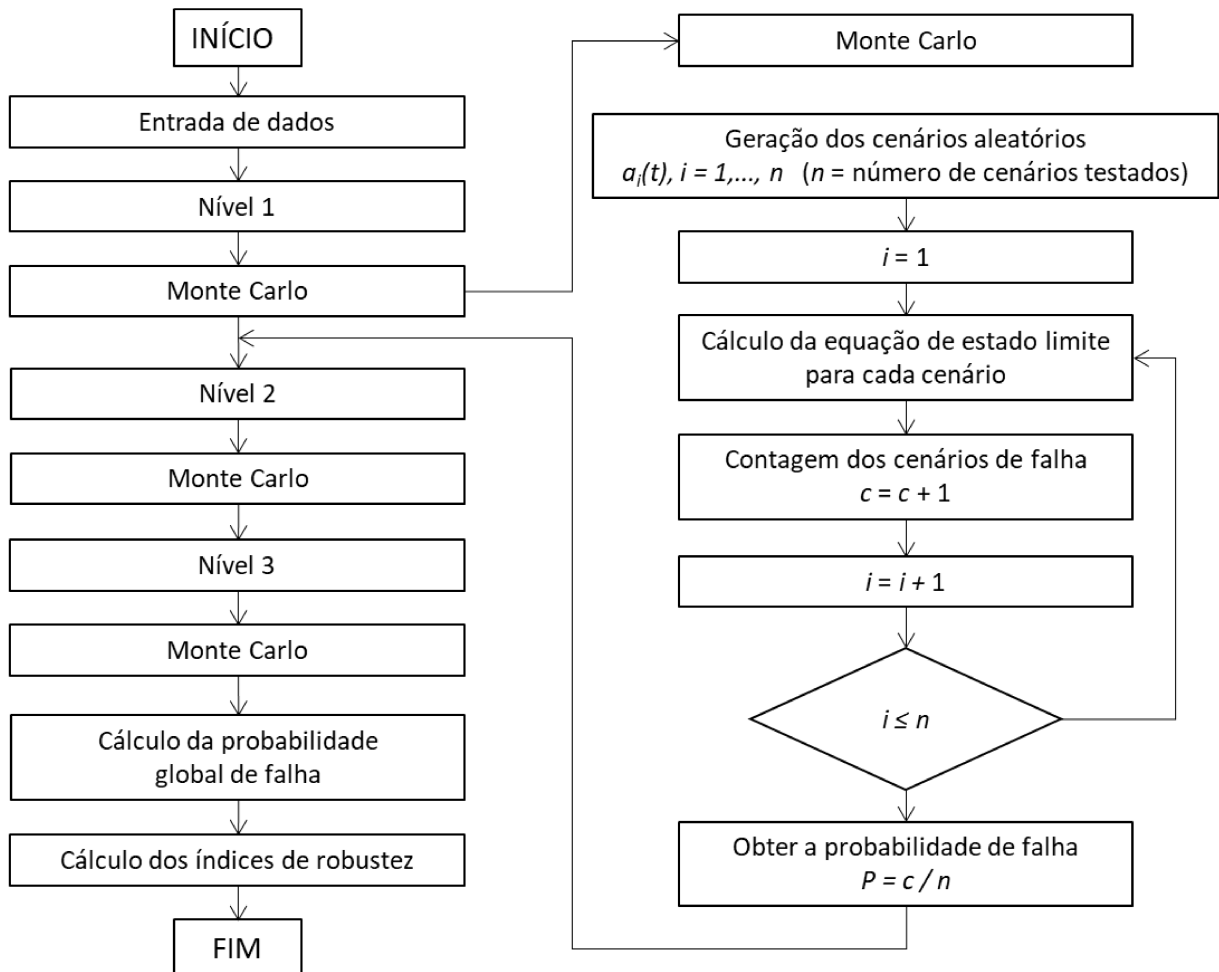 INÍCIO
Entrada de dados
Nível 1
Monte Carlo
Nível 2
Monte Carlo
Nível 3
Monte Carlo
Cálculo da probabilidade
global de falha
Cálculo dos índices de robustez
FIM
Monte Carlo
Geração dos cenários aleatórios
aᵢ(t), i = 1,..., n (n = número de cenários testados)
i = 1
Cálculo da equação de estado limite
para cada cenário
Contagem dos cenários de falha
c = c + 1
i = i + 1
i ≤ n
Obter a probabilidade de falha
P = c / n